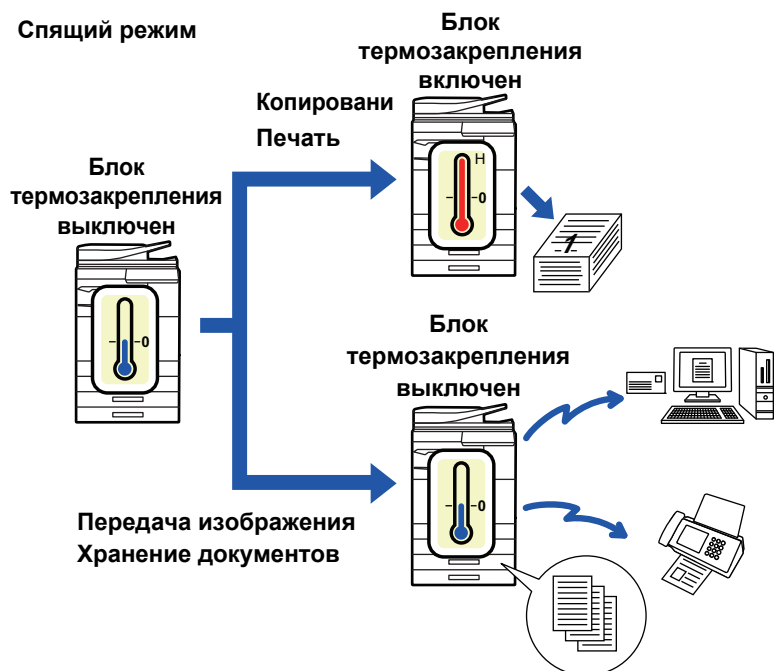 Спящий режим
Блок
термозакрепления
включен
Копировани
Печать
H
0
1
Блок
термозакрепления
выключен
0
Блок
термозакрепления
выключен
0
Передача изображения
Хранение документов